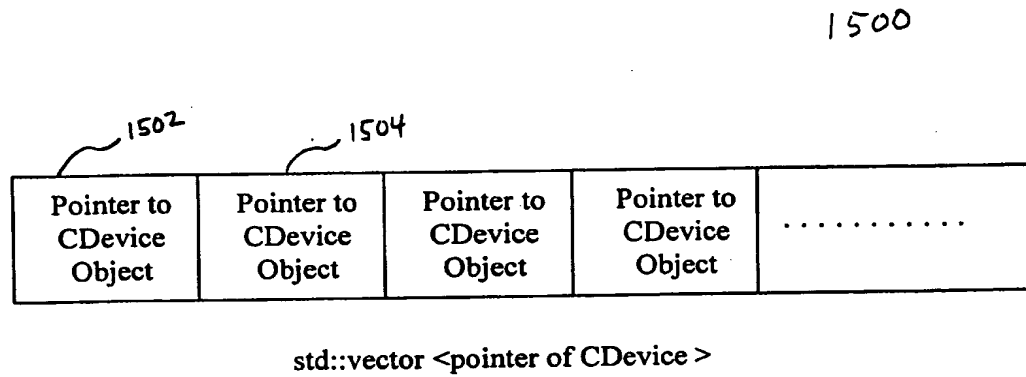 1500
1502
1504
Pointer to
CDevice
Object
Pointer to
CDevice
Object
Pointer to
CDevice
Object
Pointer to
CDevice
Object
. . . . . . . . . . . .
std::vector <pointer of CDevice >